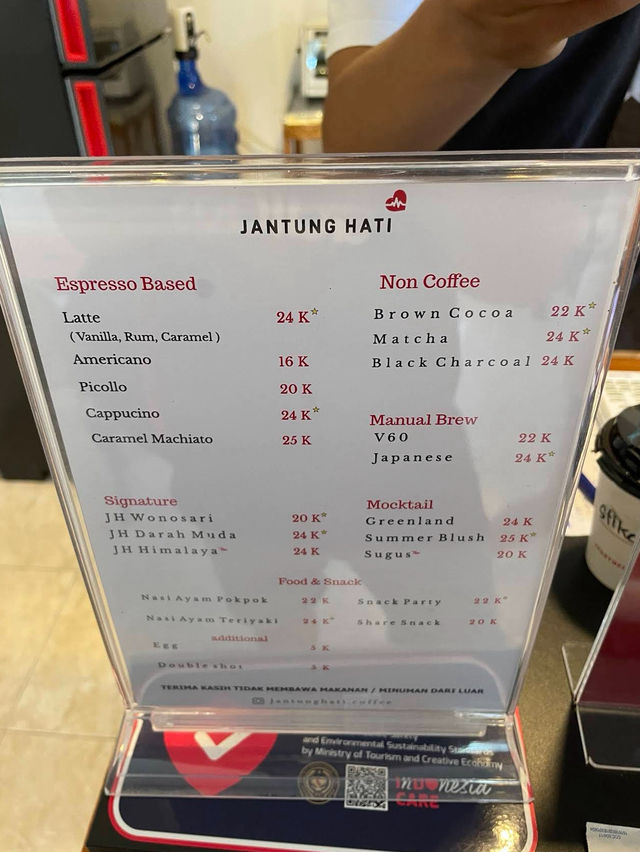 JANTUNG HATI
Espresso Based
Latte 24 K☆
(Vanilla, Rum, Caramel)
Americano 16 K
Picollo 20 K
Cappucino 24 K☆
Caramel Machiato 25 K
Non Coffee
Brown Cocoa 22 K☆
Matcha 24 K☆
Black Charcoal 24 K
Manual Brew
V60 22 K
Japanese 24 K☆
Signature
JH Wonosari 20 K☆
JH Darah Muda 24 K☆
JH Himalaya 24 K
Mocktail
Greenland 24 K
Summer Blush 25 K☆
Sugus 20 K
Food & Snack
Nasi Ayam Pokpok 22 K
Nasi Ayam Teriyaki 24 K☆
Snack Party 22 K☆
Share Snack 20 K
additional
Egg 5 K
Double shot 5 K
TERIMA KASIH TIDAK MEMBAWA MAKANAN / MINUMAN DARI LUAR
jantunghati.coffee
and Environmental Sustainability Standards
by Ministry of Tourism and Creative Economy
INDONESIA
CARE